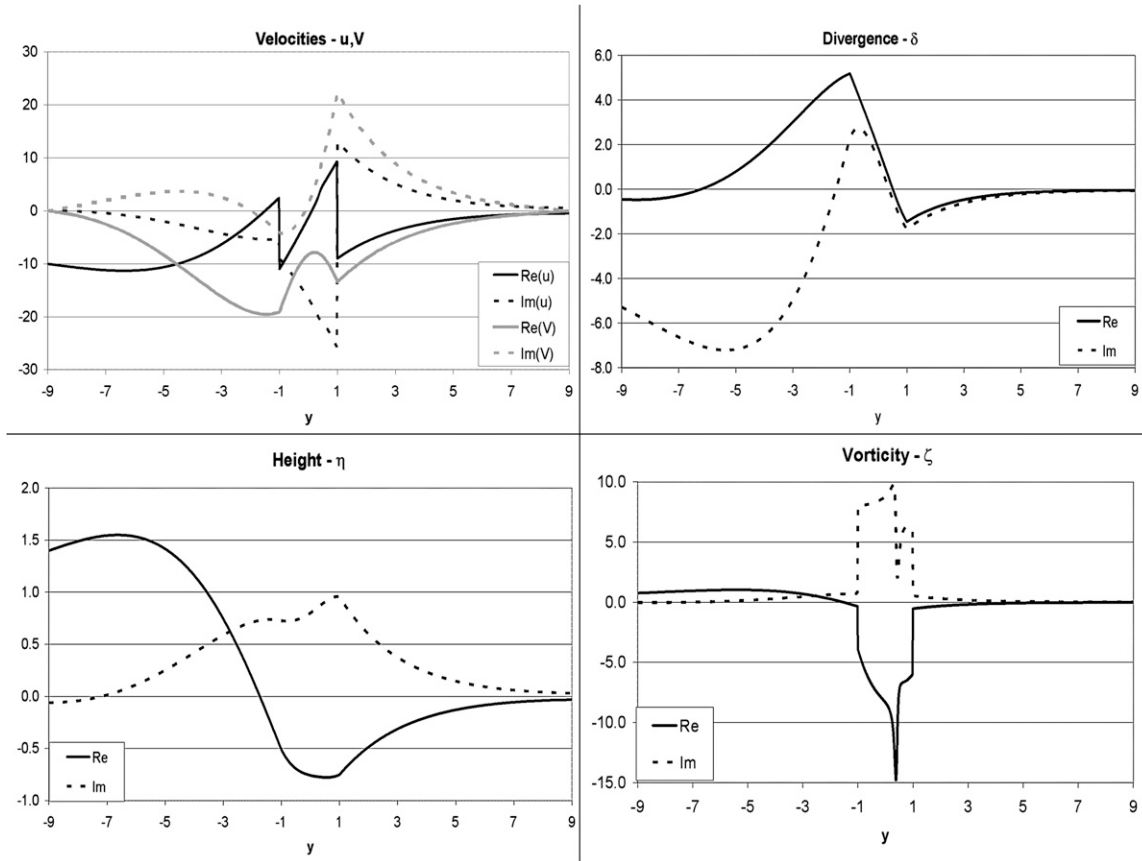 Velocities - u,V
30
20
10
0
-10
-20
-30
-9 -7 -5 -3 -1 1 3 5 7 9
y
Re(u)
Im(u)
Re(V)
Im(V)
Divergence - δ
6.0
4.0
2.0
0.0
-2.0
-4.0
-6.0
-8.0
-9 -7 -5 -3 -1 1 3 5 7 9
y
Re
Im
Height - η
2.0
1.5
1.0
0.5
0.0
-0.5
-1.0
-9 -7 -5 -3 -1 1 3 5 7 9
y
Re
Im
Vorticity - ζ
10.0
5.0
0.0
-5.0
-10.0
-15.0
-9 -7 -5 -3 -1 1 3 5 7 9
y
Re
Im